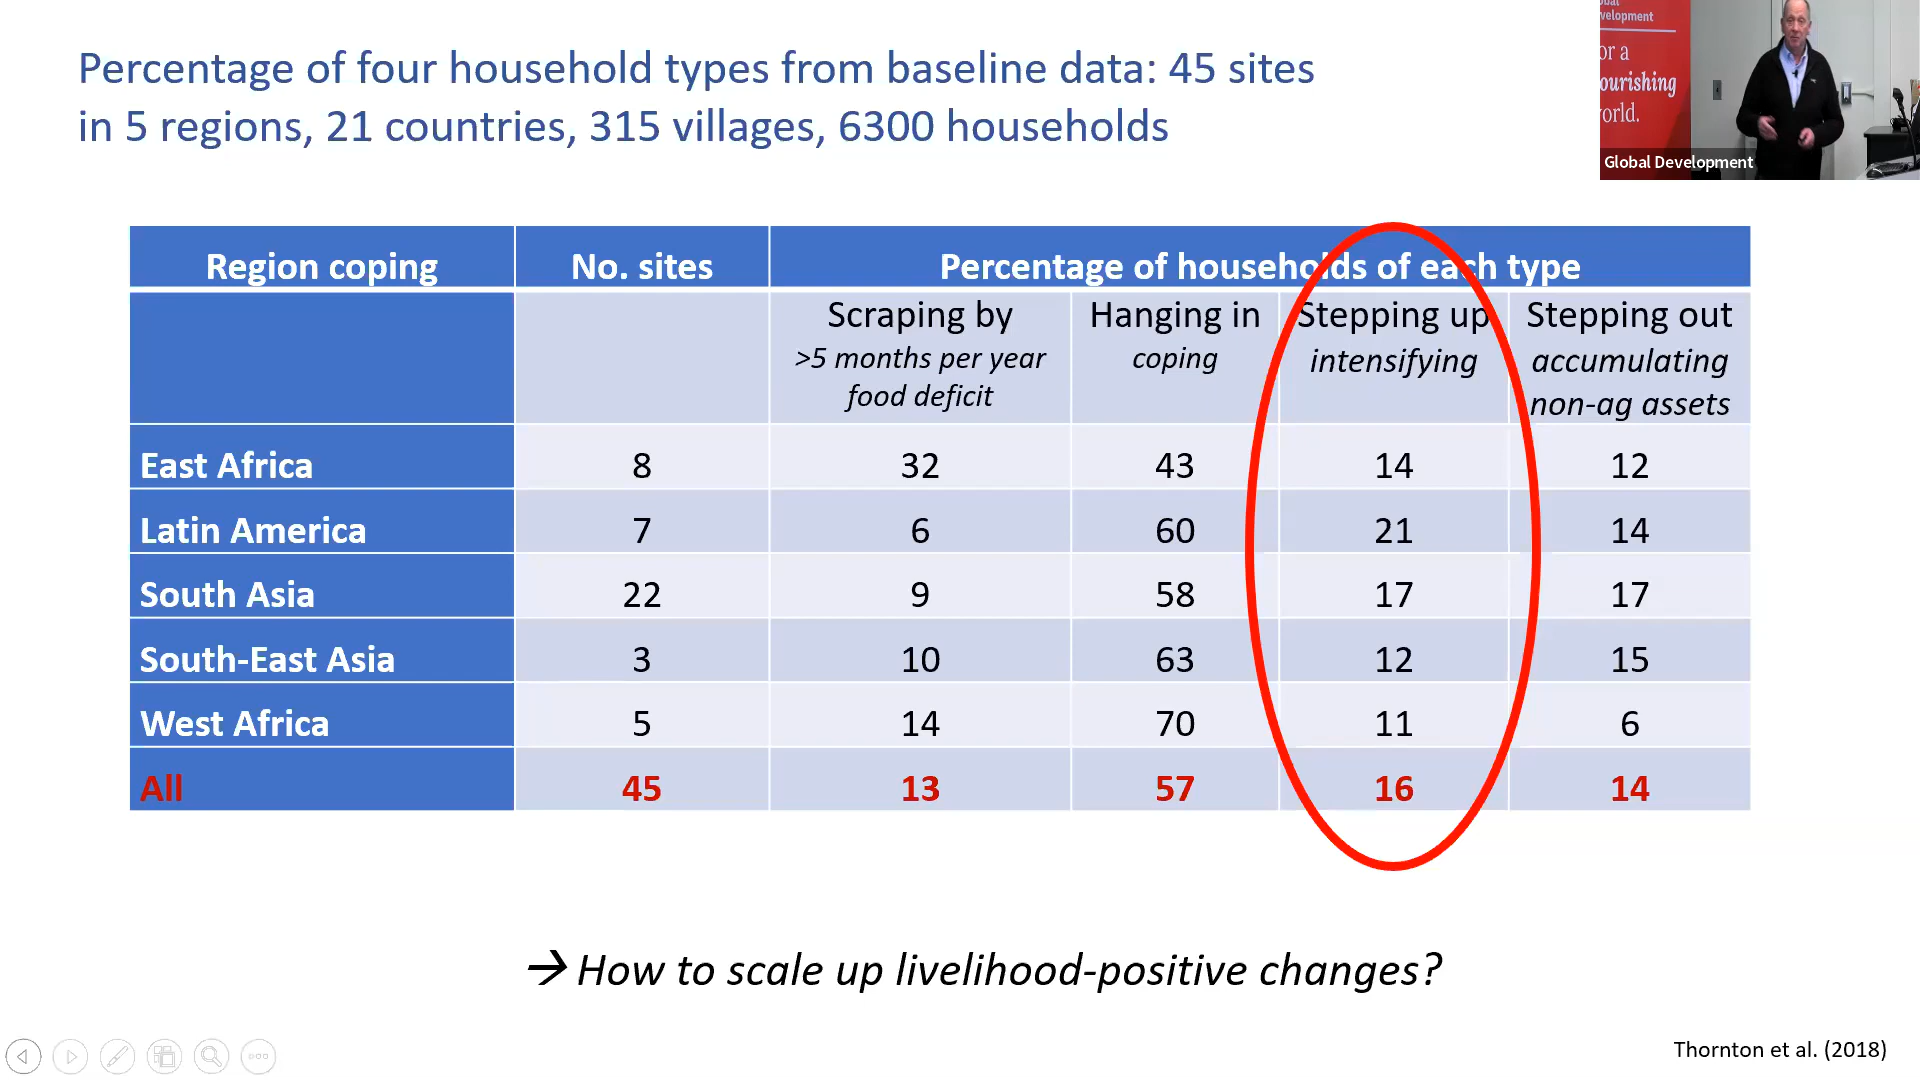 Percentage of four household types from baseline data: 45 sites
in 5 regions, 21 countries, 315 villages, 6300 households
velopment
or a
ourishing
orld.
Global Development
Region coping No. sites Percentage of households of each type
Scraping by Hanging in Stepping up Stepping out
>5 months per year coping intensifying accumulating
food deficit non-ag assets
East Africa 8 32 43 14 12
Latin America 7 6 60 21 14
South Asia 22 9 58 17 17
South-East Asia 3 10 63 12 15
West Africa 5 14 70 11 6
All 45 13 57 16 14
→ How to scale up livelihood-positive changes?
Thornton et al. (2018)